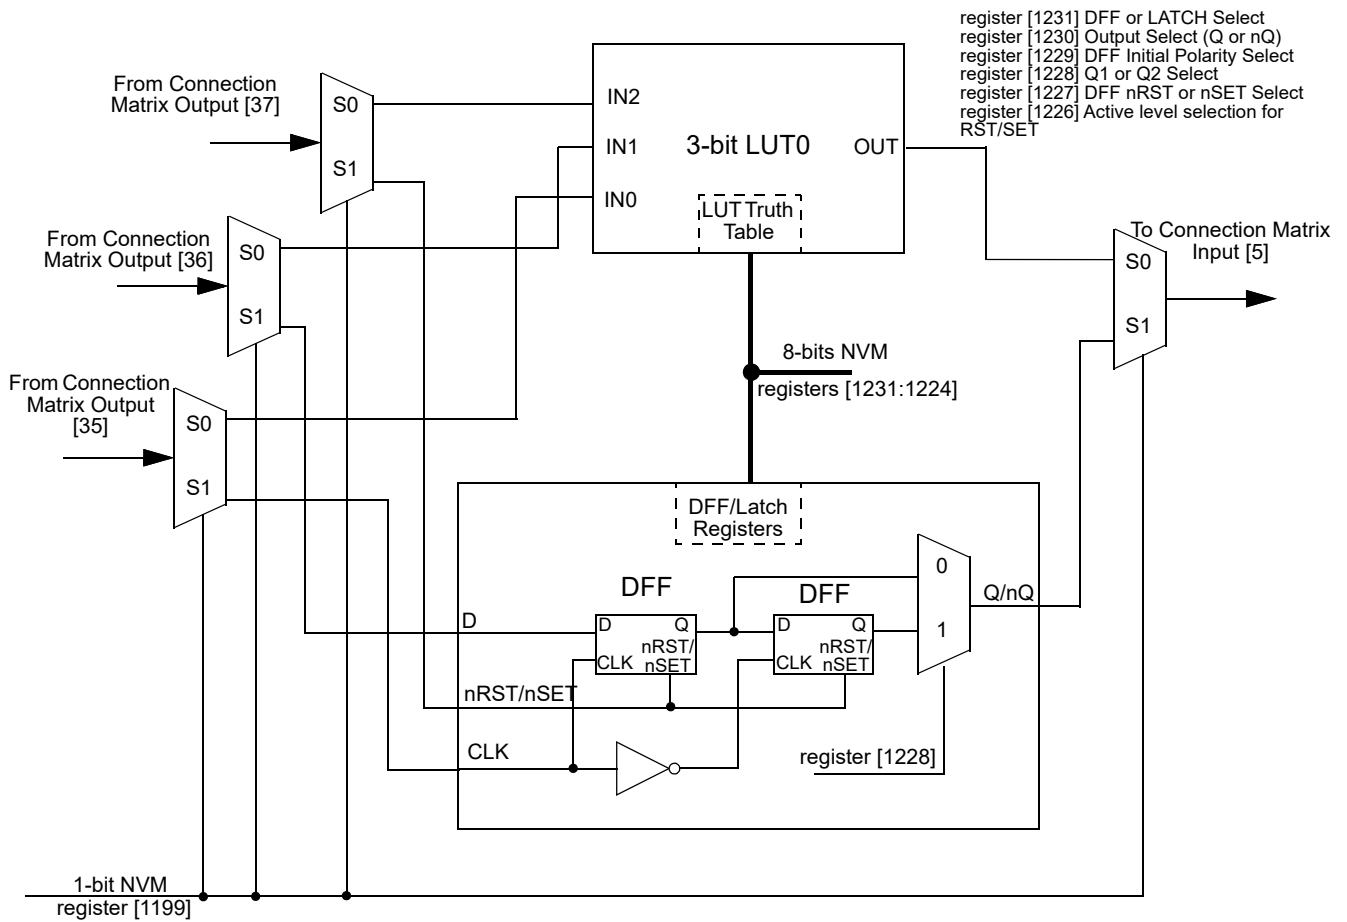 register [1231] DFF or LATCH Select
register [1230] Output Select (Q or nQ)
register [1229] DFF Initial Polarity Select
register [1228] Q1 or Q2 Select
register [1227] DFF nRST or nSET Select
register [1226] Active level selection for
RST/SET
From Connection
Matrix Output [37]
S0
S1
IN2
IN1
IN0
3-bit LUT0
OUT
LUT Truth
Table
From Connection
Matrix Output [36]
S0
S1
To Connection Matrix
Input [5]
S0
S1
8-bits NVM
registers [1231:1224]
From Connection
Matrix Output
[35]
S0
S1
DFF/Latch
Registers
DFF
DFF
0
1
Q/nQ
D
D
Q
nRST/
nSET
CLK
D
Q
nRST/
nSET
CLK
nRST/nSET
CLK
register [1228]
1-bit NVM
register [1199]